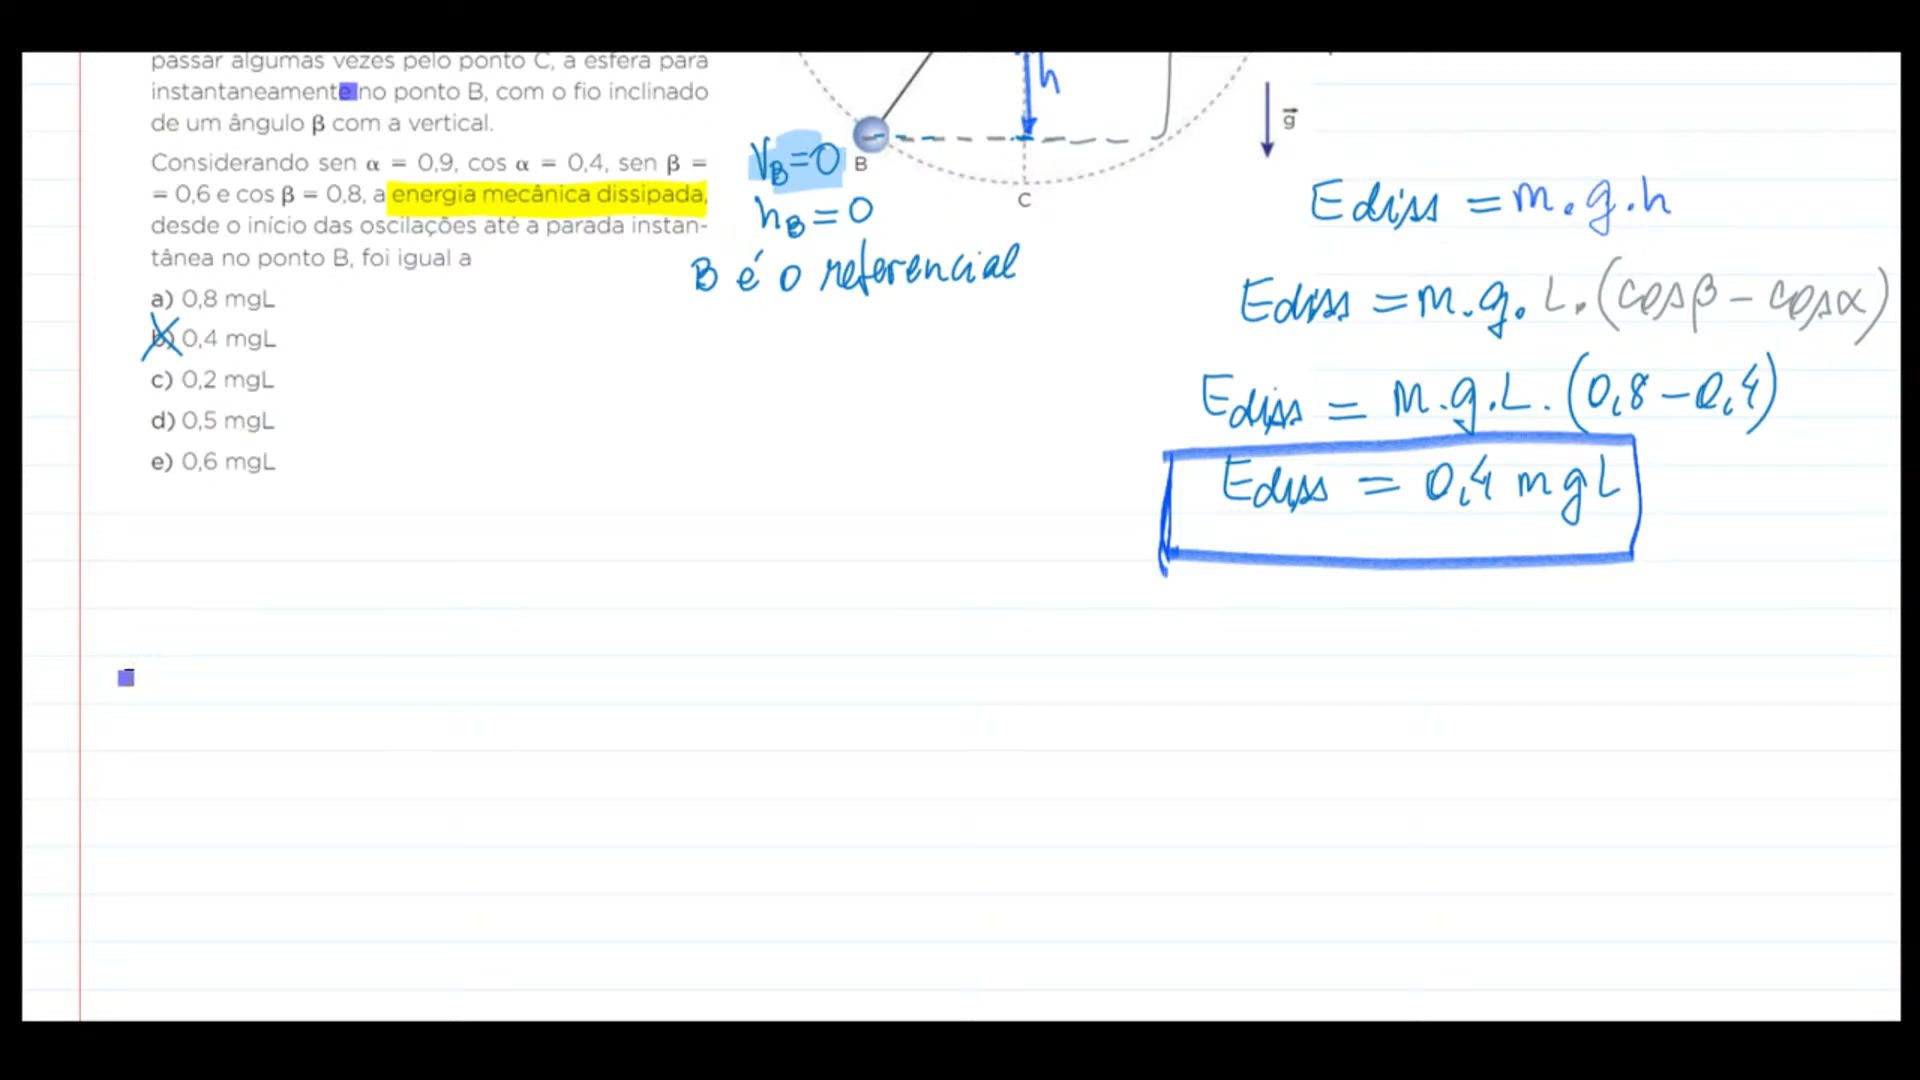 passar algumas vezes pelo ponto C, a esfera para
instantaneamente no ponto B, com o fio inclinado
de um ângulo β com a vertical.
Considerando sen α = 0,9, cos α = 0,4, sen β =
= 0,6 e cos β = 0,8, a energia mecânica dissipada,
desde o início das oscilações até a parada instan-
tânea no ponto B, foi igual a
a) 0,8 mgL
b) 0,4 mgL
c) 0,2 mgL
d) 0,5 mgL
e) 0,6 mgL
h
g
B
C
VB=0
hB=0
B é o referencial
Ediss = m.g.h
Ediss = m.g.L.(cosβ - cosα)
Ediss = m.g.L.(0,8-0,4)
Ediss = 0,4 mgL